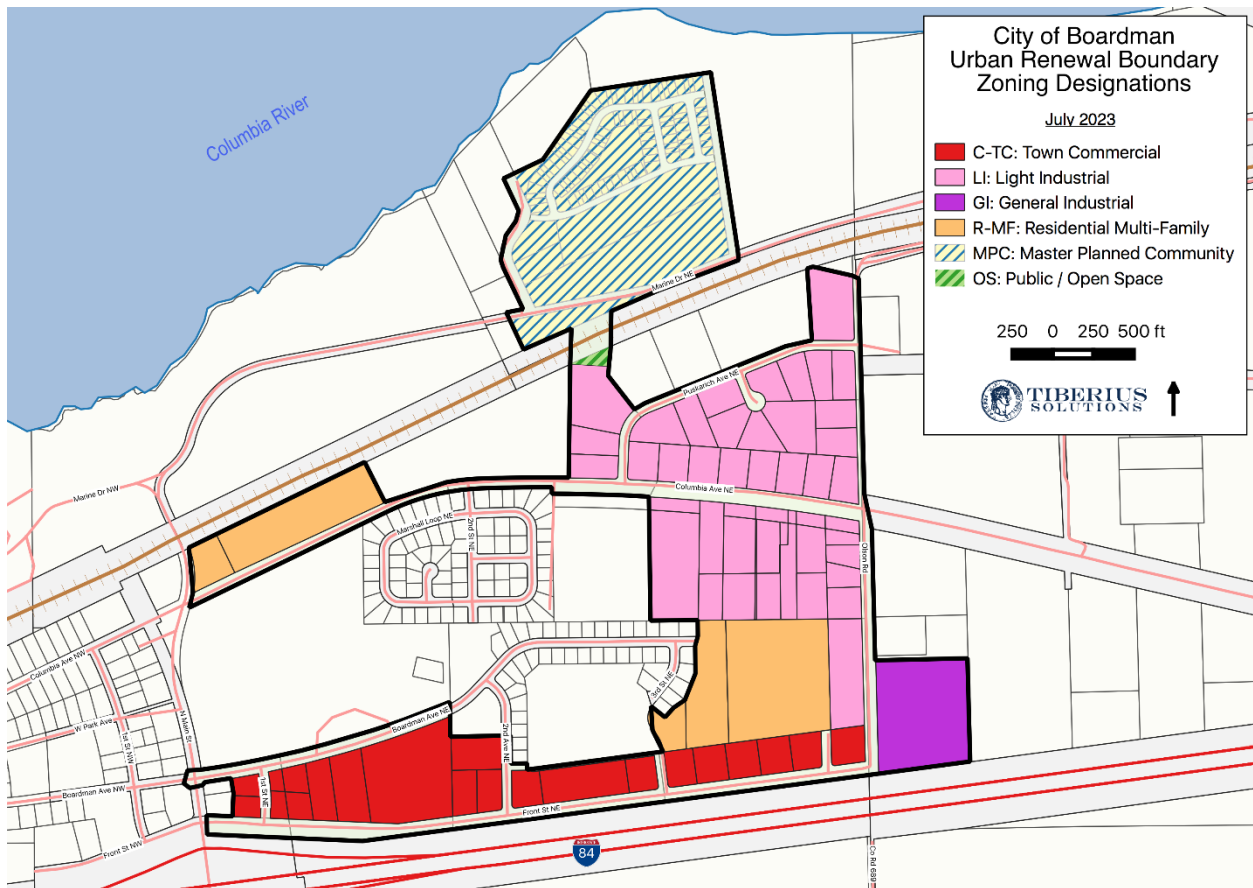 City of Boardman
Urban Renewal Boundary
Zoning Designations
July 2023
C-TC: Town Commercial
LI: Light Industrial
GI: General Industrial
R-MF: Residential Multi-Family
MPC: Master Planned Community
OS: Public / Open Space
250 0 250 500 ft
TIBERIUS
SOLUTIONS
Columbia River
Marine Dr NE
Puskarich Ave NE
Columbia Ave NE
Marine Dr NW
Marshall Loop NE
2nd St NE
Olson Rd
Columbia Ave NW
W Park Ave
1st St NW
N Main St
3rd St NE
Boardman Ave NE
2nd Ave NE
1st St NE
Boardman Ave NW
Front St NE
Front St NW
84
Co Rd 689